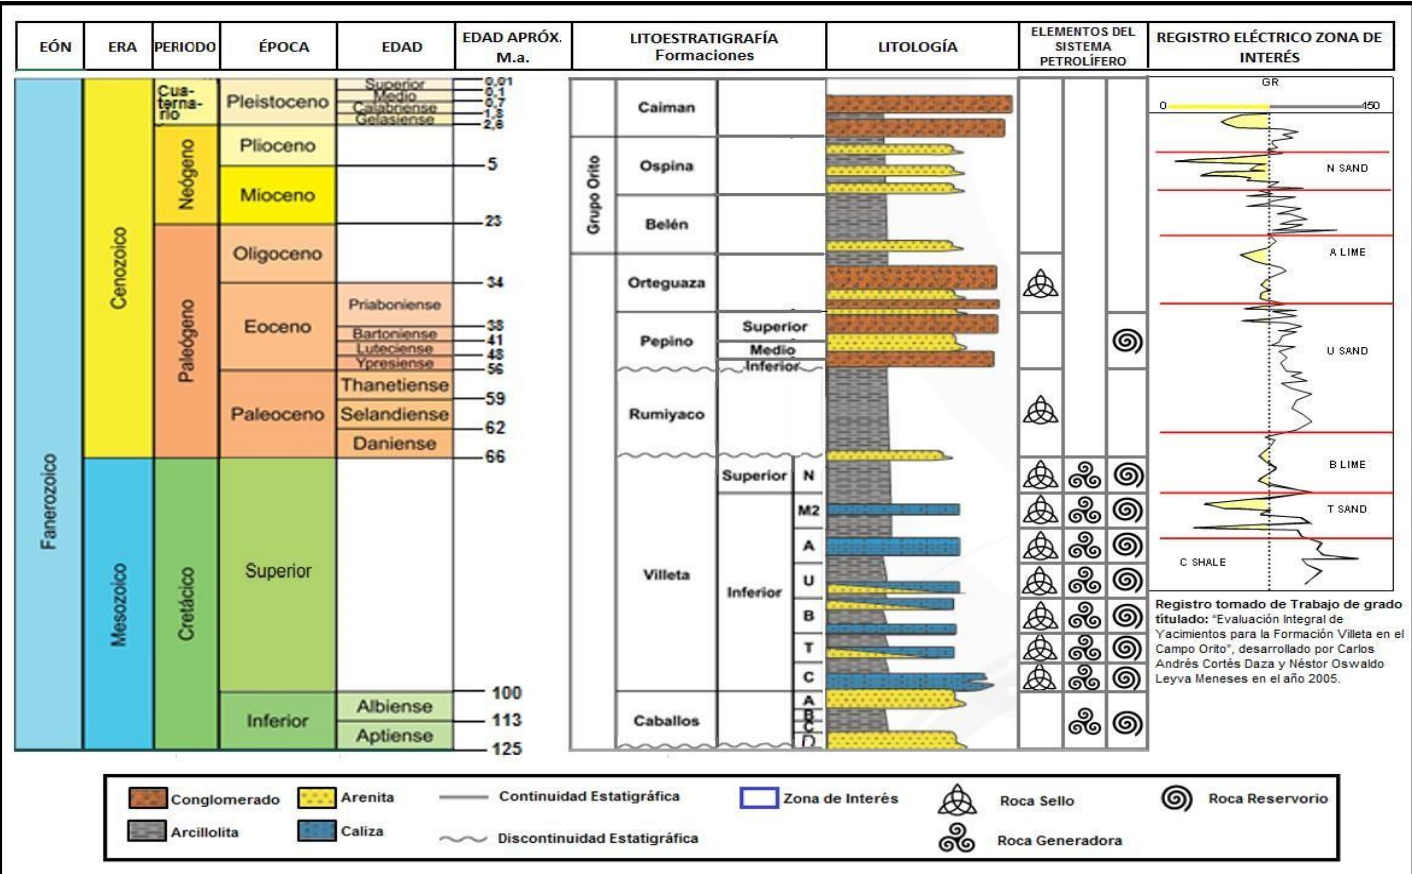 EÓN
ERA
PERIODO
ÉPOCA
EDAD
EDAD APRÓX.
M.a.
LITOESTRATIGRAFÍA
Formaciones
LITOLOGÍA
ELEMENTOS DEL
SISTEMA
PETROLÍFERO
REGISTRO ELÉCTRICO ZONA DE
INTERÉS
Fanerozoico
Cenozoico
Mesozoico
Cua-
terna-
rio
Neógeno
Paleógeno
Cretácico
Pleistoceno
Plioceno
Mioceno
Oligoceno
Eoceno
Paleoceno
Superior
Inferior
Superior
Medio
Calabriense
Gelasiense
Priaboniense
Bartoniense
Luteciense
Ypresiense
Thanetiense
Selandiense
Daniense
Albiense
Aptiense
0,01
0,1
0,7
1,8
2,6
5
23
34
38
41
48
56
59
62
66
100
113
125
Grupo Orito
Caiman
Ospina
Belén
Orteguaza
Pepino
Superior
Medio
Inferior
Rumiyaco
Villeta
Superior
Inferior
N
M2
A
U
B
T
C
Caballos
A
B
C
D
GR
0
150
N SAND
A LIME
U SAND
B LIME
T SAND
C SHALE
Registro tomado de Trabajo de grado
titulado: "Evaluación Integral de
Yacimientos para la Formación Villeta en el
Campo Orito", desarrollado por Carlos
Andrés Cortés Daza y Néstor Oswaldo
Leyva Meneses en el año 2005.
Conglomerado
Arenita
Continuidad Estatigráfica
Zona de Interés
Roca Sello
Roca Reservorio
Arcillolita
Caliza
Discontinuidad Estatigráfica
Roca Generadora